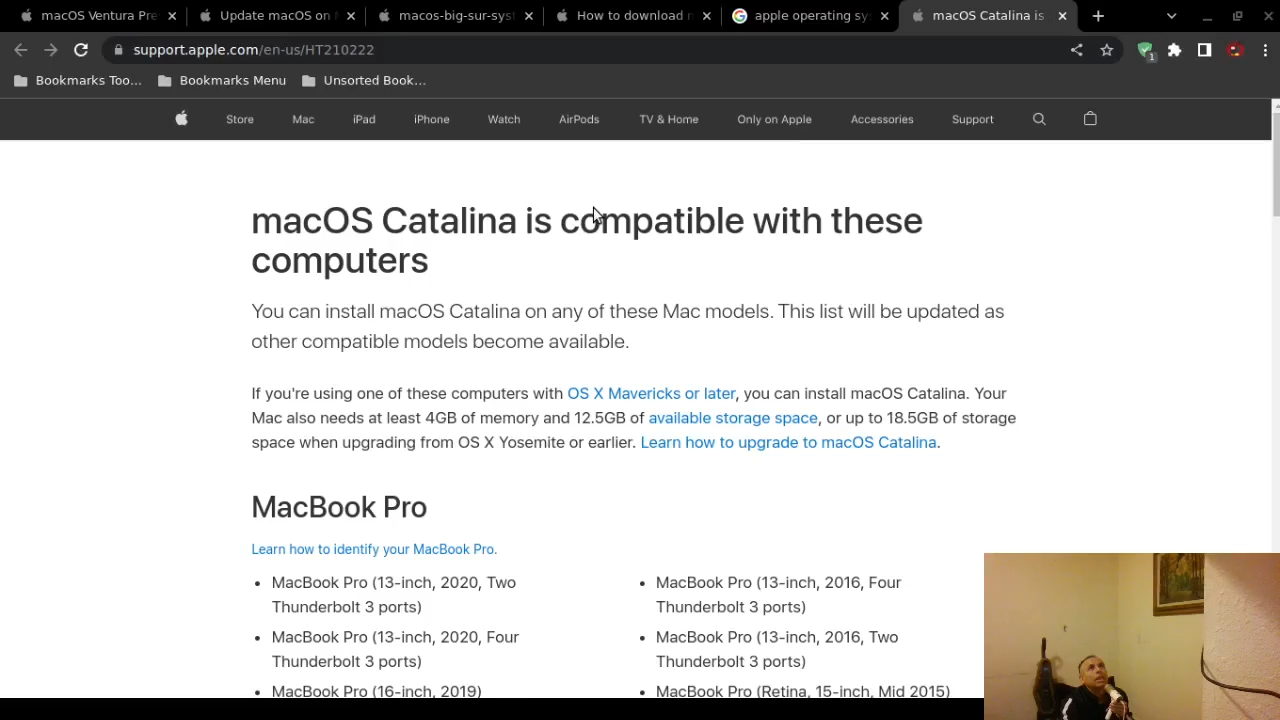 macOS Ventura Pre
Update macOS on
macos-big-sur-sys
How to download
apple operating sy
macOS Catalina is
support.apple.com/en-us/HT210222
1
Bookmarks Too...
Bookmarks Menu
Unsorted Book...
Store
Mac
iPad
iPhone
Watch
AirPods
TV & Home
Only on Apple
Accessories
Support
macOS Catalina is compatible with these
computers
You can install macOS Catalina on any of these Mac models. This list will be updated as
other compatible models become available.
If you're using one of these computers with OS X Mavericks or later, you can install macOS Catalina. Your
Mac also needs at least 4GB of memory and 12.5GB of available storage space, or up to 18.5GB of storage
space when upgrading from OS X Yosemite or earlier. Learn how to upgrade to macOS Catalina.
MacBook Pro
Learn how to identify your MacBook Pro.
• MacBook Pro (13-inch, 2020, Two
Thunderbolt 3 ports)
• MacBook Pro (13-inch, 2020, Four
Thunderbolt 3 ports)
• MacBook Pro (16-inch, 2019)
• MacBook Pro (13-inch, 2016, Four
Thunderbolt 3 ports)
• MacBook Pro (13-inch, 2016, Two
Thunderbolt 3 ports)
• MacBook Pro (Retina, 15-inch, Mid 2015)